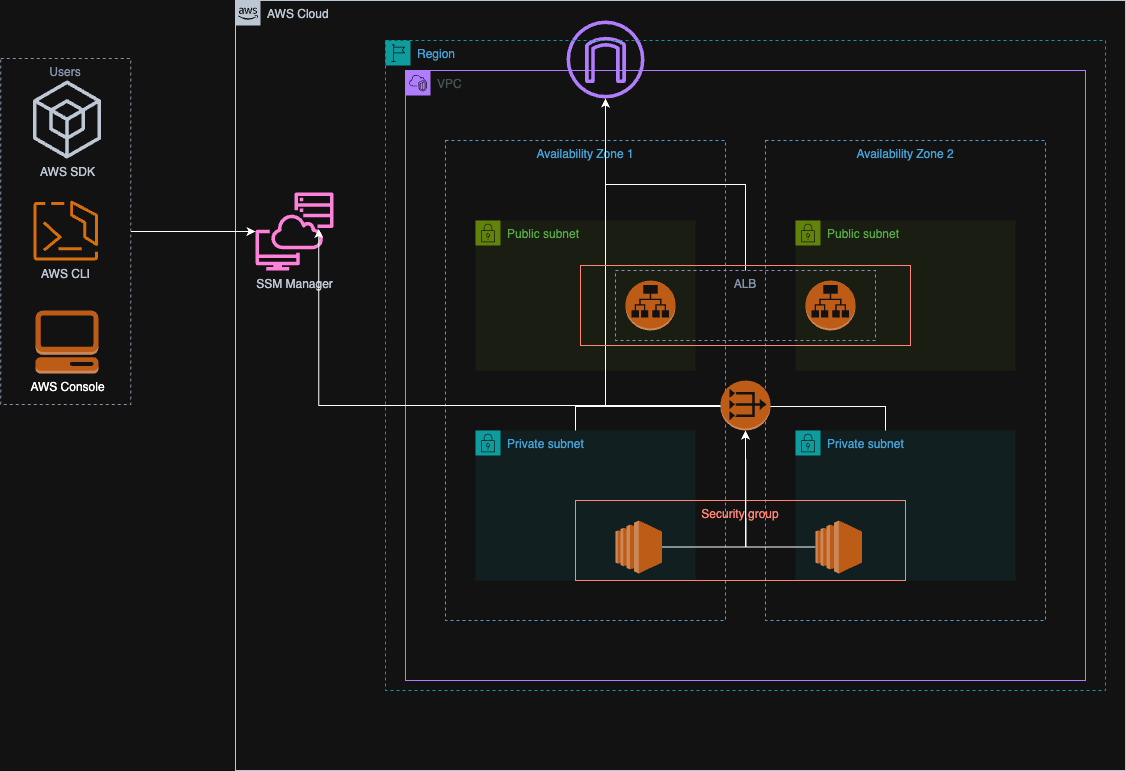 aws
AWS Cloud
Region
VPC
Users
AWS SDK
AWS CLI
AWS Console
SSM Manager
Availability Zone 1
Availability Zone 2
Public subnet
Public subnet
ALB
Private subnet
Private subnet
Security group